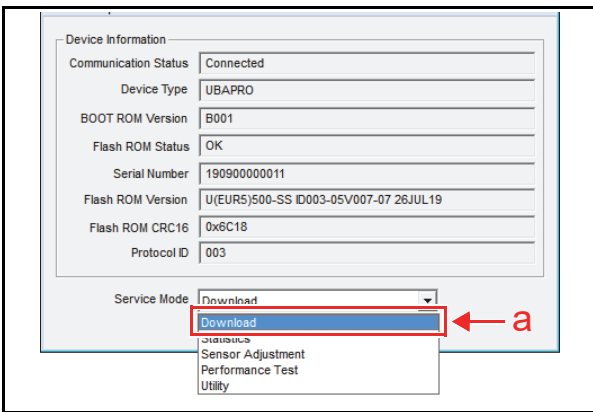 Device Information
Communication Status Connected
Device Type UBAPRO
BOOT ROM Version B001
Flash ROM Status OK
Serial Number 190900000011
Flash ROM Version U(EUR5)500-SS ID003-05V007-07 26JUL19
Flash ROM CRC16 0x6C18
Protocol ID 003
Service Mode Download
Download a
Statistics
Sensor Adjustment
Performance Test
Utility